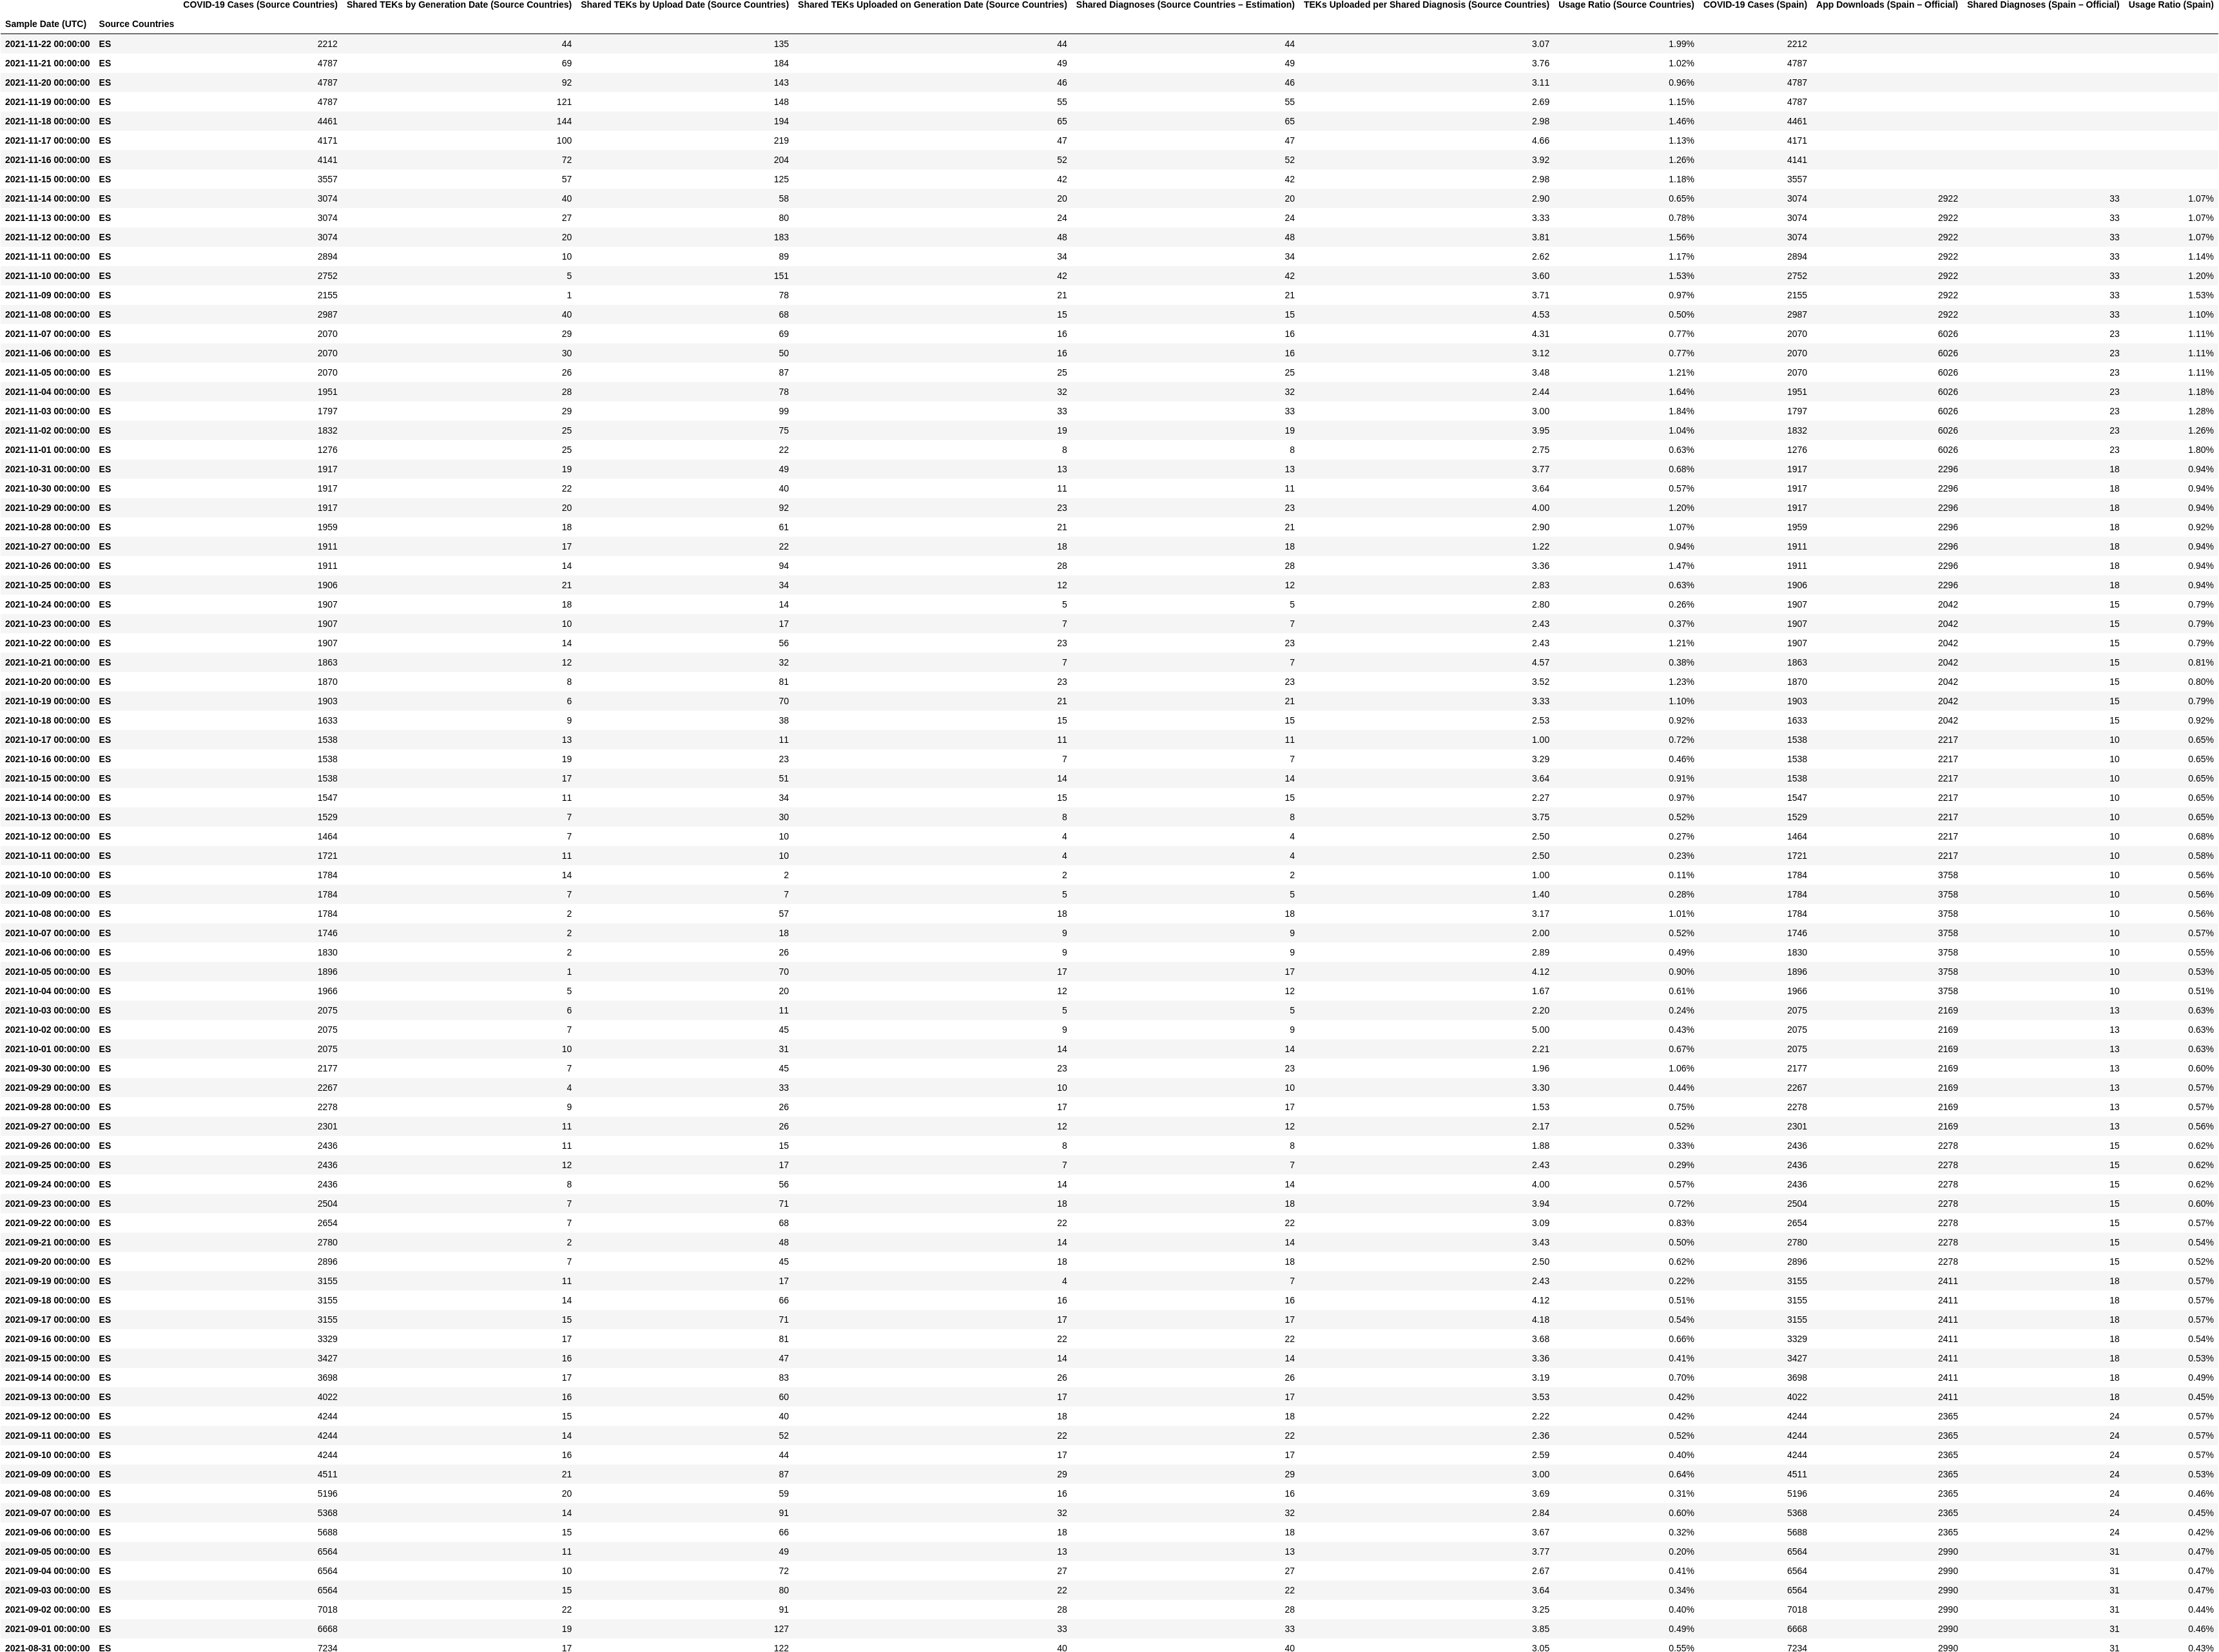 COVID-19 Cases (Source Countries) Shared TEKs by Generation Date (Source Countries) Shared TEKs by Upload Date (Source Countries) Shared TEKs Uploaded on Generation Date (Source Countries) Shared Diagnoses (Source Countries – Estimation) TEKs Uploaded per Shared Diagnosis (Source Countries) Usage Ratio (Source Countries) COVID-19 Cases (Spain) App Downloads (Spain – Official) Shared Diagnoses (Spain – Official) Usage Ratio (Spain)
Sample Date (UTC) Source Countries
2021-11-22 00:00:00 ES 2212 44 135 44 44 3.07 1.99% 2212
2021-11-21 00:00:00 ES 4787 69 184 49 49 3.76 1.02% 4787
2021-11-20 00:00:00 ES 4787 92 143 46 46 3.11 0.96% 4787
2021-11-19 00:00:00 ES 4787 121 148 55 55 2.69 1.15% 4787
2021-11-18 00:00:00 ES 4461 144 194 65 65 2.98 1.46% 4461
2021-11-17 00:00:00 ES 4171 100 219 47 47 4.66 1.13% 4171
2021-11-16 00:00:00 ES 4141 72 204 52 52 3.92 1.26% 4141
2021-11-15 00:00:00 ES 3557 57 125 42 42 2.98 1.18% 3557
2021-11-14 00:00:00 ES 3074 40 58 20 20 2.90 0.65% 3074 2922 33 1.07%
2021-11-13 00:00:00 ES 3074 27 80 24 24 3.33 0.78% 3074 2922 33 1.07%
2021-11-12 00:00:00 ES 3074 20 183 48 48 3.81 1.56% 3074 2922 33 1.07%
2021-11-11 00:00:00 ES 2894 10 89 34 34 2.62 1.17% 2894 2922 33 1.14%
2021-11-10 00:00:00 ES 2752 5 151 42 42 3.60 1.53% 2752 2922 33 1.20%
2021-11-09 00:00:00 ES 2155 1 78 21 21 3.71 0.97% 2155 2922 33 1.53%
2021-11-08 00:00:00 ES 2987 40 68 15 15 4.53 0.50% 2987 2922 33 1.10%
2021-11-07 00:00:00 ES 2070 29 69 16 16 4.31 0.77% 2070 6026 23 1.11%
2021-11-06 00:00:00 ES 2070 30 50 16 16 3.12 0.77% 2070 6026 23 1.11%
2021-11-05 00:00:00 ES 2070 26 87 25 25 3.48 1.21% 2070 6026 23 1.11%
2021-11-04 00:00:00 ES 1951 28 78 32 32 2.44 1.64% 1951 6026 23 1.18%
2021-11-03 00:00:00 ES 1797 29 99 33 33 3.00 1.84% 1797 6026 23 1.28%
2021-11-02 00:00:00 ES 1832 25 75 19 19 3.95 1.04% 1832 6026 23 1.26%
2021-11-01 00:00:00 ES 1276 25 22 8 8 2.75 0.63% 1276 6026 23 1.80%
2021-10-31 00:00:00 ES 1917 19 49 13 13 3.77 0.68% 1917 2296 18 0.94%
2021-10-30 00:00:00 ES 1917 22 40 11 11 3.64 0.57% 1917 2296 18 0.94%
2021-10-29 00:00:00 ES 1917 20 92 23 23 4.00 1.20% 1917 2296 18 0.94%
2021-10-28 00:00:00 ES 1959 18 61 21 21 2.90 1.07% 1959 2296 18 0.92%
2021-10-27 00:00:00 ES 1911 17 22 18 18 1.22 0.94% 1911 2296 18 0.94%
2021-10-26 00:00:00 ES 1911 14 94 28 28 3.36 1.47% 1911 2296 18 0.94%
2021-10-25 00:00:00 ES 1906 21 34 12 12 2.83 0.63% 1906 2296 18 0.94%
2021-10-24 00:00:00 ES 1907 18 14 5 5 2.80 0.26% 1907 2042 15 0.79%
2021-10-23 00:00:00 ES 1907 10 17 7 7 2.43 0.37% 1907 2042 15 0.79%
2021-10-22 00:00:00 ES 1907 14 56 23 23 2.43 1.21% 1907 2042 15 0.79%
2021-10-21 00:00:00 ES 1863 12 32 7 7 4.57 0.38% 1863 2042 15 0.81%
2021-10-20 00:00:00 ES 1870 8 81 23 23 3.52 1.23% 1870 2042 15 0.80%
2021-10-19 00:00:00 ES 1903 6 70 21 21 3.33 1.10% 1903 2042 15 0.79%
2021-10-18 00:00:00 ES 1633 9 38 15 15 2.53 0.92% 1633 2042 15 0.92%
2021-10-17 00:00:00 ES 1538 13 11 11 11 1.00 0.72% 1538 2217 10 0.65%
2021-10-16 00:00:00 ES 1538 19 23 7 7 3.29 0.46% 1538 2217 10 0.65%
2021-10-15 00:00:00 ES 1538 17 51 14 14 3.64 0.91% 1538 2217 10 0.65%
2021-10-14 00:00:00 ES 1547 11 34 15 15 2.27 0.97% 1547 2217 10 0.65%
2021-10-13 00:00:00 ES 1529 7 30 8 8 3.75 0.52% 1529 2217 10 0.65%
2021-10-12 00:00:00 ES 1464 7 10 4 4 2.50 0.27% 1464 2217 10 0.68%
2021-10-11 00:00:00 ES 1721 11 10 4 4 2.50 0.23% 1721 2217 10 0.58%
2021-10-10 00:00:00 ES 1784 14 2 2 2 1.00 0.11% 1784 3758 10 0.56%
2021-10-09 00:00:00 ES 1784 7 7 5 5 1.40 0.28% 1784 3758 10 0.56%
2021-10-08 00:00:00 ES 1784 2 57 18 18 3.17 1.01% 1784 3758 10 0.56%
2021-10-07 00:00:00 ES 1746 2 18 9 9 2.00 0.52% 1746 3758 10 0.57%
2021-10-06 00:00:00 ES 1830 2 26 9 9 2.89 0.49% 1830 3758 10 0.55%
2021-10-05 00:00:00 ES 1896 1 70 17 17 4.12 0.90% 1896 3758 10 0.53%
2021-10-04 00:00:00 ES 1966 5 20 12 12 1.67 0.61% 1966 3758 10 0.51%
2021-10-03 00:00:00 ES 2075 6 11 5 5 2.20 0.24% 2075 2169 13 0.63%
2021-10-02 00:00:00 ES 2075 7 45 9 9 5.00 0.43% 2075 2169 13 0.63%
2021-10-01 00:00:00 ES 2075 10 31 14 14 2.21 0.67% 2075 2169 13 0.63%
2021-09-30 00:00:00 ES 2177 7 45 23 23 1.96 1.06% 2177 2169 13 0.60%
2021-09-29 00:00:00 ES 2267 4 33 10 10 3.30 0.44% 2267 2169 13 0.57%
2021-09-28 00:00:00 ES 2278 9 26 17 17 1.53 0.75% 2278 2169 13 0.57%
2021-09-27 00:00:00 ES 2301 11 26 12 12 2.17 0.52% 2301 2169 13 0.56%
2021-09-26 00:00:00 ES 2436 11 15 8 8 1.88 0.33% 2436 2278 15 0.62%
2021-09-25 00:00:00 ES 2436 12 17 7 7 2.43 0.29% 2436 2278 15 0.62%
2021-09-24 00:00:00 ES 2436 8 56 14 14 4.00 0.57% 2436 2278 15 0.62%
2021-09-23 00:00:00 ES 2504 7 71 18 18 3.94 0.72% 2504 2278 15 0.60%
2021-09-22 00:00:00 ES 2654 7 68 22 22 3.09 0.83% 2654 2278 15 0.57%
2021-09-21 00:00:00 ES 2780 2 48 14 14 3.43 0.50% 2780 2278 15 0.54%
2021-09-20 00:00:00 ES 2896 7 45 18 18 2.50 0.62% 2896 2278 15 0.52%
2021-09-19 00:00:00 ES 3155 11 17 4 7 2.43 0.22% 3155 2411 18 0.57%
2021-09-18 00:00:00 ES 3155 14 66 16 16 4.12 0.51% 3155 2411 18 0.57%
2021-09-17 00:00:00 ES 3155 15 71 17 17 4.18 0.54% 3155 2411 18 0.57%
2021-09-16 00:00:00 ES 3329 17 81 22 22 3.68 0.66% 3329 2411 18 0.54%
2021-09-15 00:00:00 ES 3427 16 47 14 14 3.36 0.41% 3427 2411 18 0.53%
2021-09-14 00:00:00 ES 3698 17 83 26 26 3.19 0.70% 3698 2411 18 0.49%
2021-09-13 00:00:00 ES 4022 16 60 17 17 3.53 0.42% 4022 2411 18 0.45%
2021-09-12 00:00:00 ES 4244 15 40 18 18 2.22 0.42% 4244 2365 24 0.57%
2021-09-11 00:00:00 ES 4244 14 52 22 22 2.36 0.52% 4244 2365 24 0.57%
2021-09-10 00:00:00 ES 4244 16 44 17 17 2.59 0.40% 4244 2365 24 0.57%
2021-09-09 00:00:00 ES 4511 21 87 29 29 3.00 0.64% 4511 2365 24 0.53%
2021-09-08 00:00:00 ES 5196 20 59 16 16 3.69 0.31% 5196 2365 24 0.46%
2021-09-07 00:00:00 ES 5368 14 91 32 32 2.84 0.60% 5368 2365 24 0.45%
2021-09-06 00:00:00 ES 5688 15 66 18 18 3.67 0.32% 5688 2365 24 0.42%
2021-09-05 00:00:00 ES 6564 11 49 13 13 3.77 0.20% 6564 2990 31 0.47%
2021-09-04 00:00:00 ES 6564 10 72 27 27 2.67 0.41% 6564 2990 31 0.47%
2021-09-03 00:00:00 ES 6564 15 80 22 22 3.64 0.34% 6564 2990 31 0.47%
2021-09-02 00:00:00 ES 7018 22 91 28 28 3.25 0.40% 7018 2990 31 0.44%
2021-09-01 00:00:00 ES 6668 19 127 33 33 3.85 0.49% 6668 2990 31 0.46%
2021-08-31 00:00:00 ES 7234 17 122 40 40 3.05 0.55% 7234 2990 31 0.43%